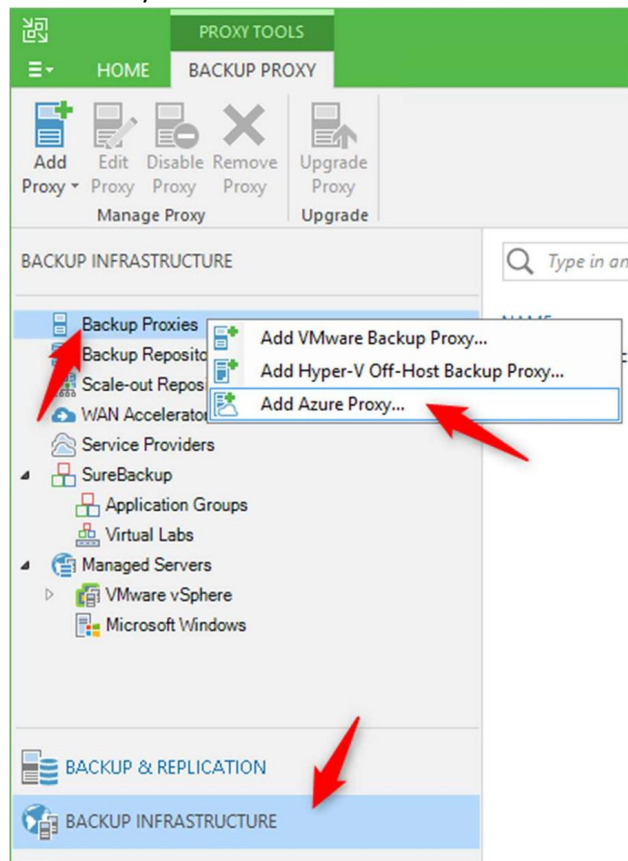 PROXY TOOLS
HOME BACKUP PROXY
Add Proxy
Edit Proxy
Disable Proxy
Remove Proxy
Upgrade Proxy
Manage Proxy
Upgrade
BACKUP INFRASTRUCTURE
Type in an
Backup Proxies
Add VMware Backup Proxy...
Add Hyper-V Off-Host Backup Proxy...
Add Azure Proxy...
Backup Reposito
Scale-out Reposi
WAN Accelerator
Service Providers
SureBackup
Application Groups
Virtual Labs
Managed Servers
VMware vSphere
Microsoft Windows
BACKUP & REPLICATION
BACKUP INFRASTRUCTURE